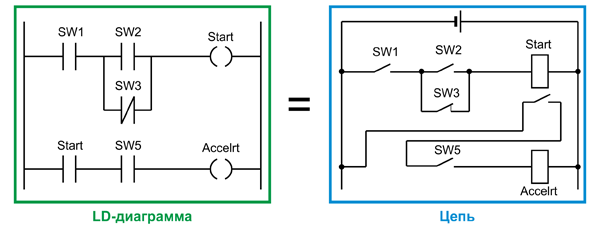 SW1 SW2 Start
SW3
Start SW5 Accelrt
LD-диаграмма
=
SW1 SW2 Start
SW3
SW5
Accelrt
Цепь